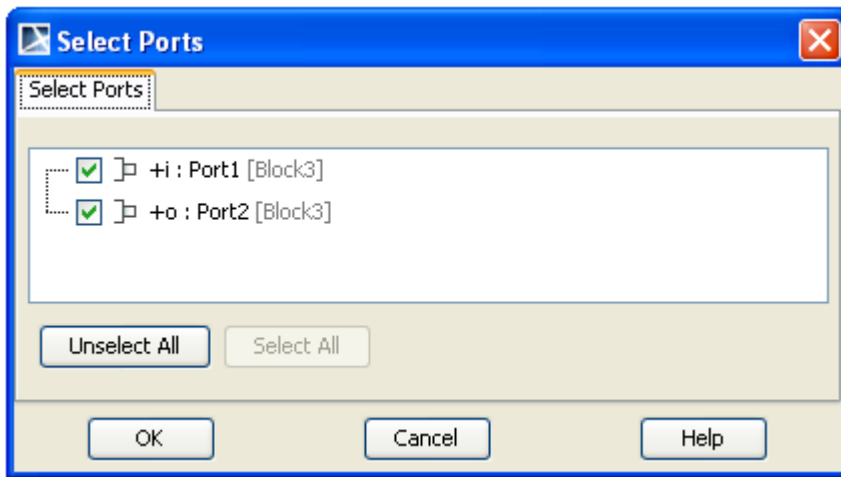 Select Ports
Select Ports
+i : Port1 [Block3]
+o : Port2 [Block3]
Unselect All Select All
OK Cancel Help